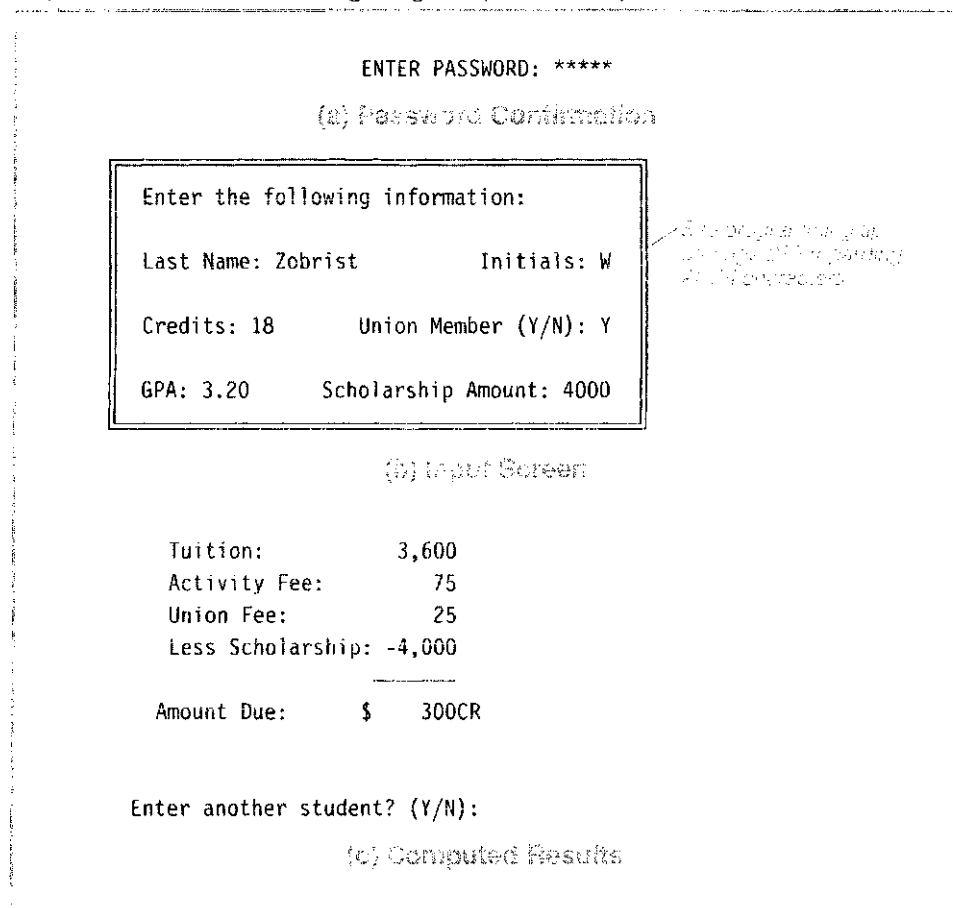 ENTER PASSWORD: *****
(a) Password Confirmation
Enter the following information:
Last Name: Zobrist Initials: W
Credits: 18 Union Member (Y/N): Y
GPA: 3.20 Scholarship Amount: 4000
(b) Input Screen
Tuition: 3,600
Activity Fee: 75
Union Fee: 25
Less Scholarship: -4,000
Amount Due: $ 300CR
Enter another student? (Y/N):
(c) Computed Results